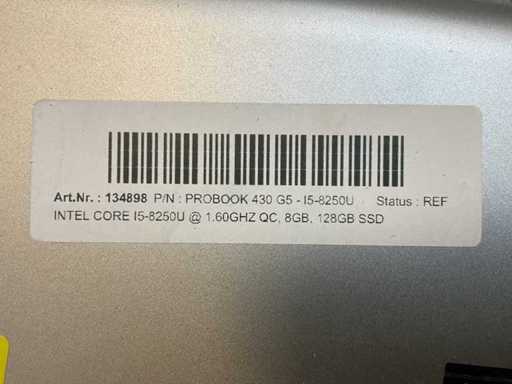 Art.Nr. : 134898 P/N : PROBOOK 430 G5 - I5-8250U Status : REF
INTEL CORE I5-8250U @ 1.60GHZ QC, 8GB, 128GB SSD